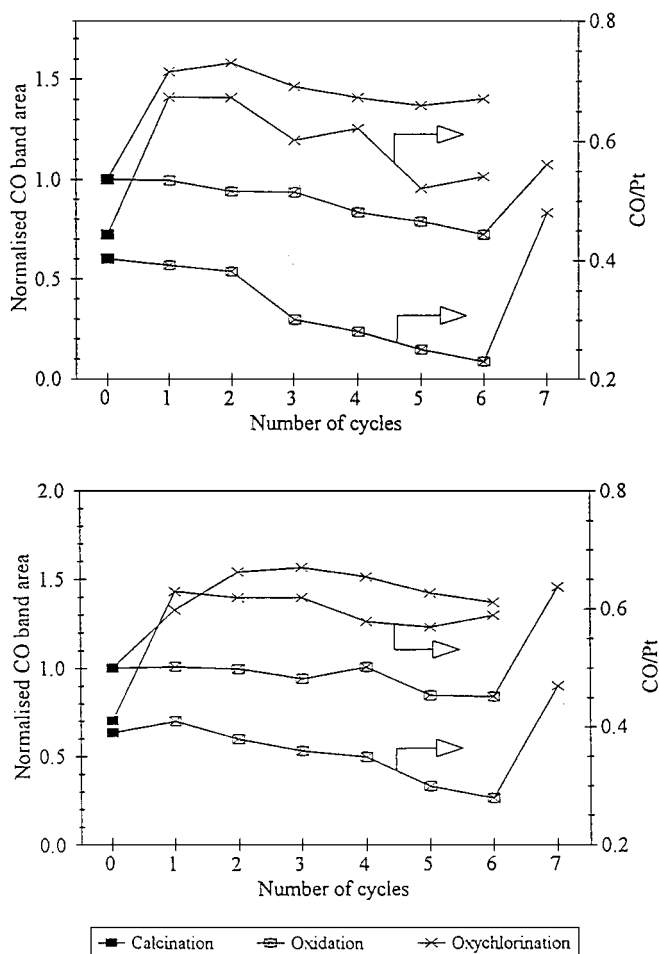 0.8
1.5
1.0
0.5
0.0
Normalised CO band area
0.6
0.4
0.2
CO/Pt
0 1 2 3 4 5 6 7
Number of cycles
2.0
1.5
1.0
0.5
0.0
Normalised CO band area
0.8
0.6
0.4
0.2
CO/Pt
0 1 2 3 4 5 6 7
Number of cycles
Calcination Oxidation Oxychlorination